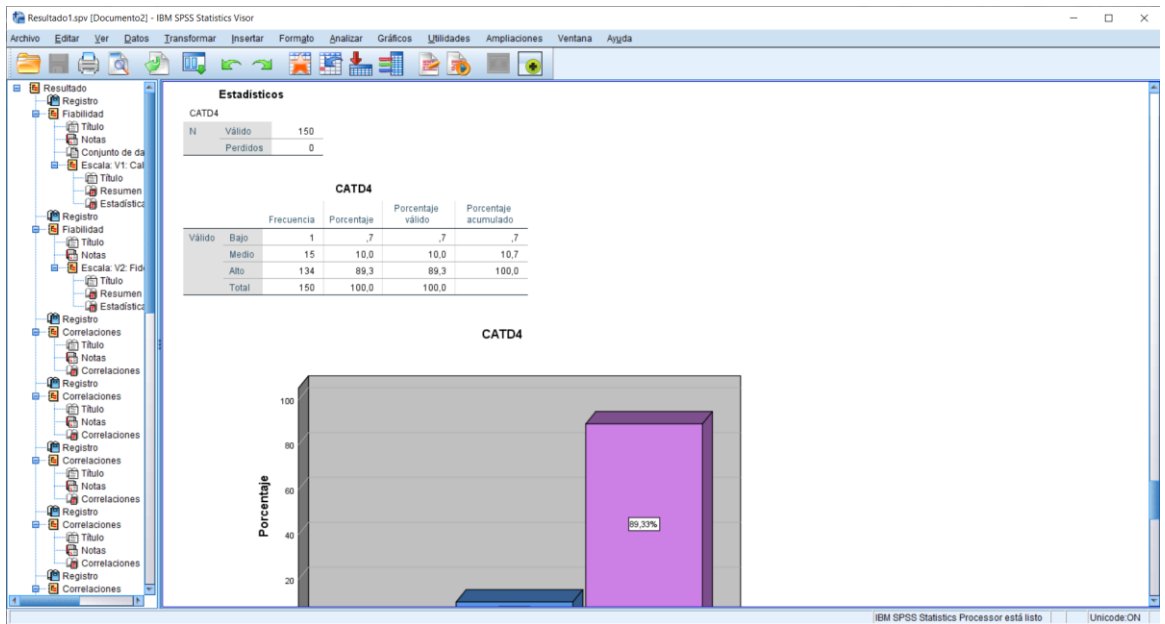 Resultado1.spv [Documento2] - IBM SPSS Statistics Visor
Archivo Editar Ver Datos Transformar Insertar Formato Analizar Gráficos Utilidades Ampliaciones Ventana Ayuda
Resultado
Registro
Fiabilidad
Título
Notas
Conjunto de da
Escala: V1: Cal
Título
Resumen
Estadística
Registro
Fiabilidad
Título
Notas
Escala: V2: Fide
Título
Resumen
Estadística
Registro
Correlaciones
Título
Notas
Correlaciones
Registro
Correlaciones
Título
Notas
Correlaciones
Registro
Correlaciones
Título
Notas
Correlaciones
Registro
Correlaciones
Título
Notas
Correlaciones
Registro
Correlaciones
Estadísticos
CATD4
N Válido 150
Perdidos 0
CATD4
Frecuencia Porcentaje Porcentaje válido Porcentaje acumulado
Válido Bajo 1 ,7 ,7 ,7
Medio 15 10,0 10,0 10,7
Alto 134 89,3 89,3 100,0
Total 150 100,0 100,0
CATD4
Porcentaje
100
80
60
40
20
89,33%
IBM SPSS Statistics Processor está listo Unicode:ON